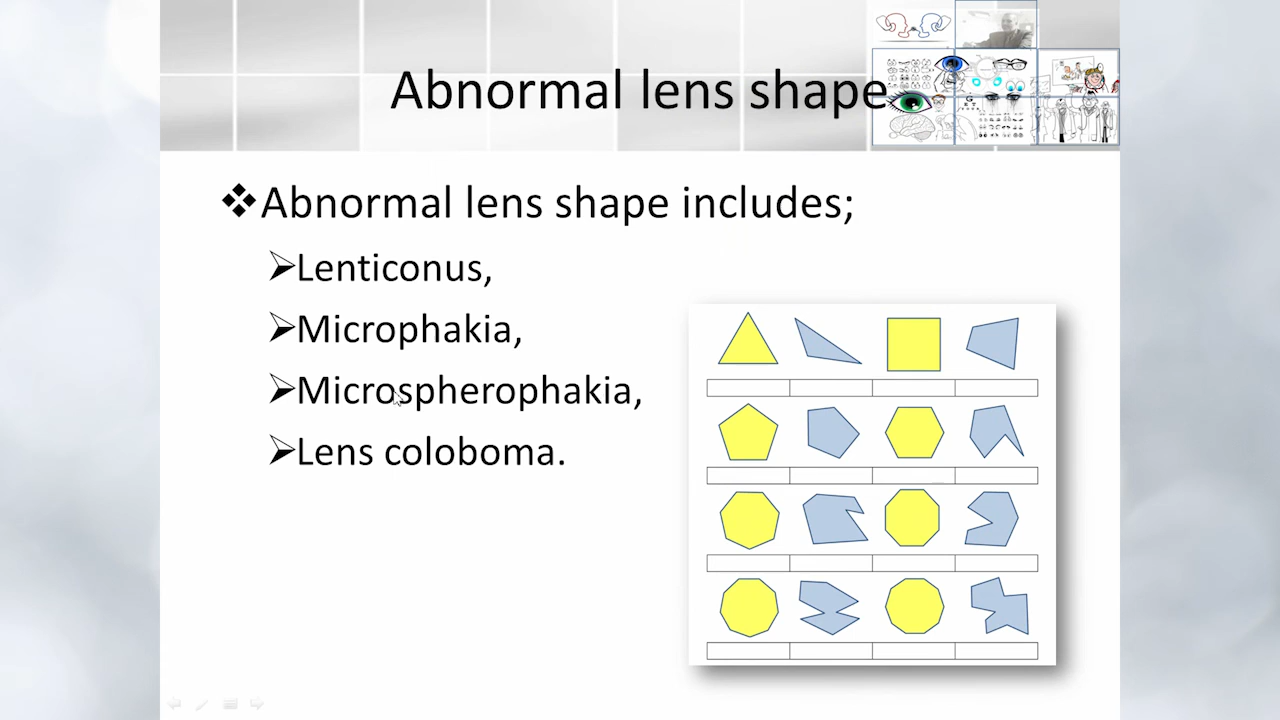 Abnormal lens shape
❖Abnormal lens shape includes;
➢Lenticonus,
➢Microphakia,
➢Microspherophakia,
➢Lens coloboma.